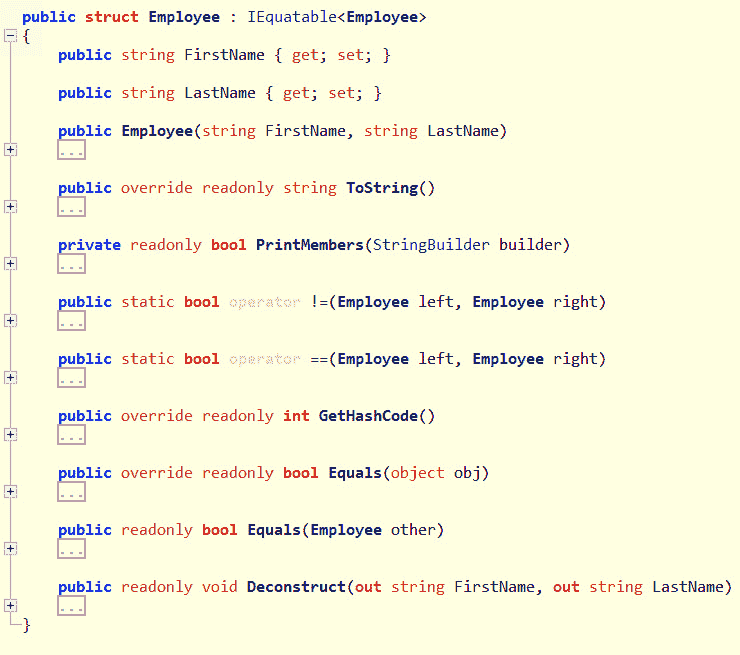 public struct Employee : IEquatable<Employee>
{
public string FirstName { get; set; }
public string LastName { get; set; }
public Employee(string FirstName, string LastName)
...
public override readonly string ToString()
...
private readonly bool PrintMembers(StringBuilder builder)
...
public static bool operator !=(Employee left, Employee right)
...
public static bool operator ==(Employee left, Employee right)
...
public override readonly int GetHashCode()
...
public override readonly bool Equals(object obj)
...
public readonly bool Equals(Employee other)
...
public readonly void Deconstruct(out string FirstName, out string LastName)
...
}